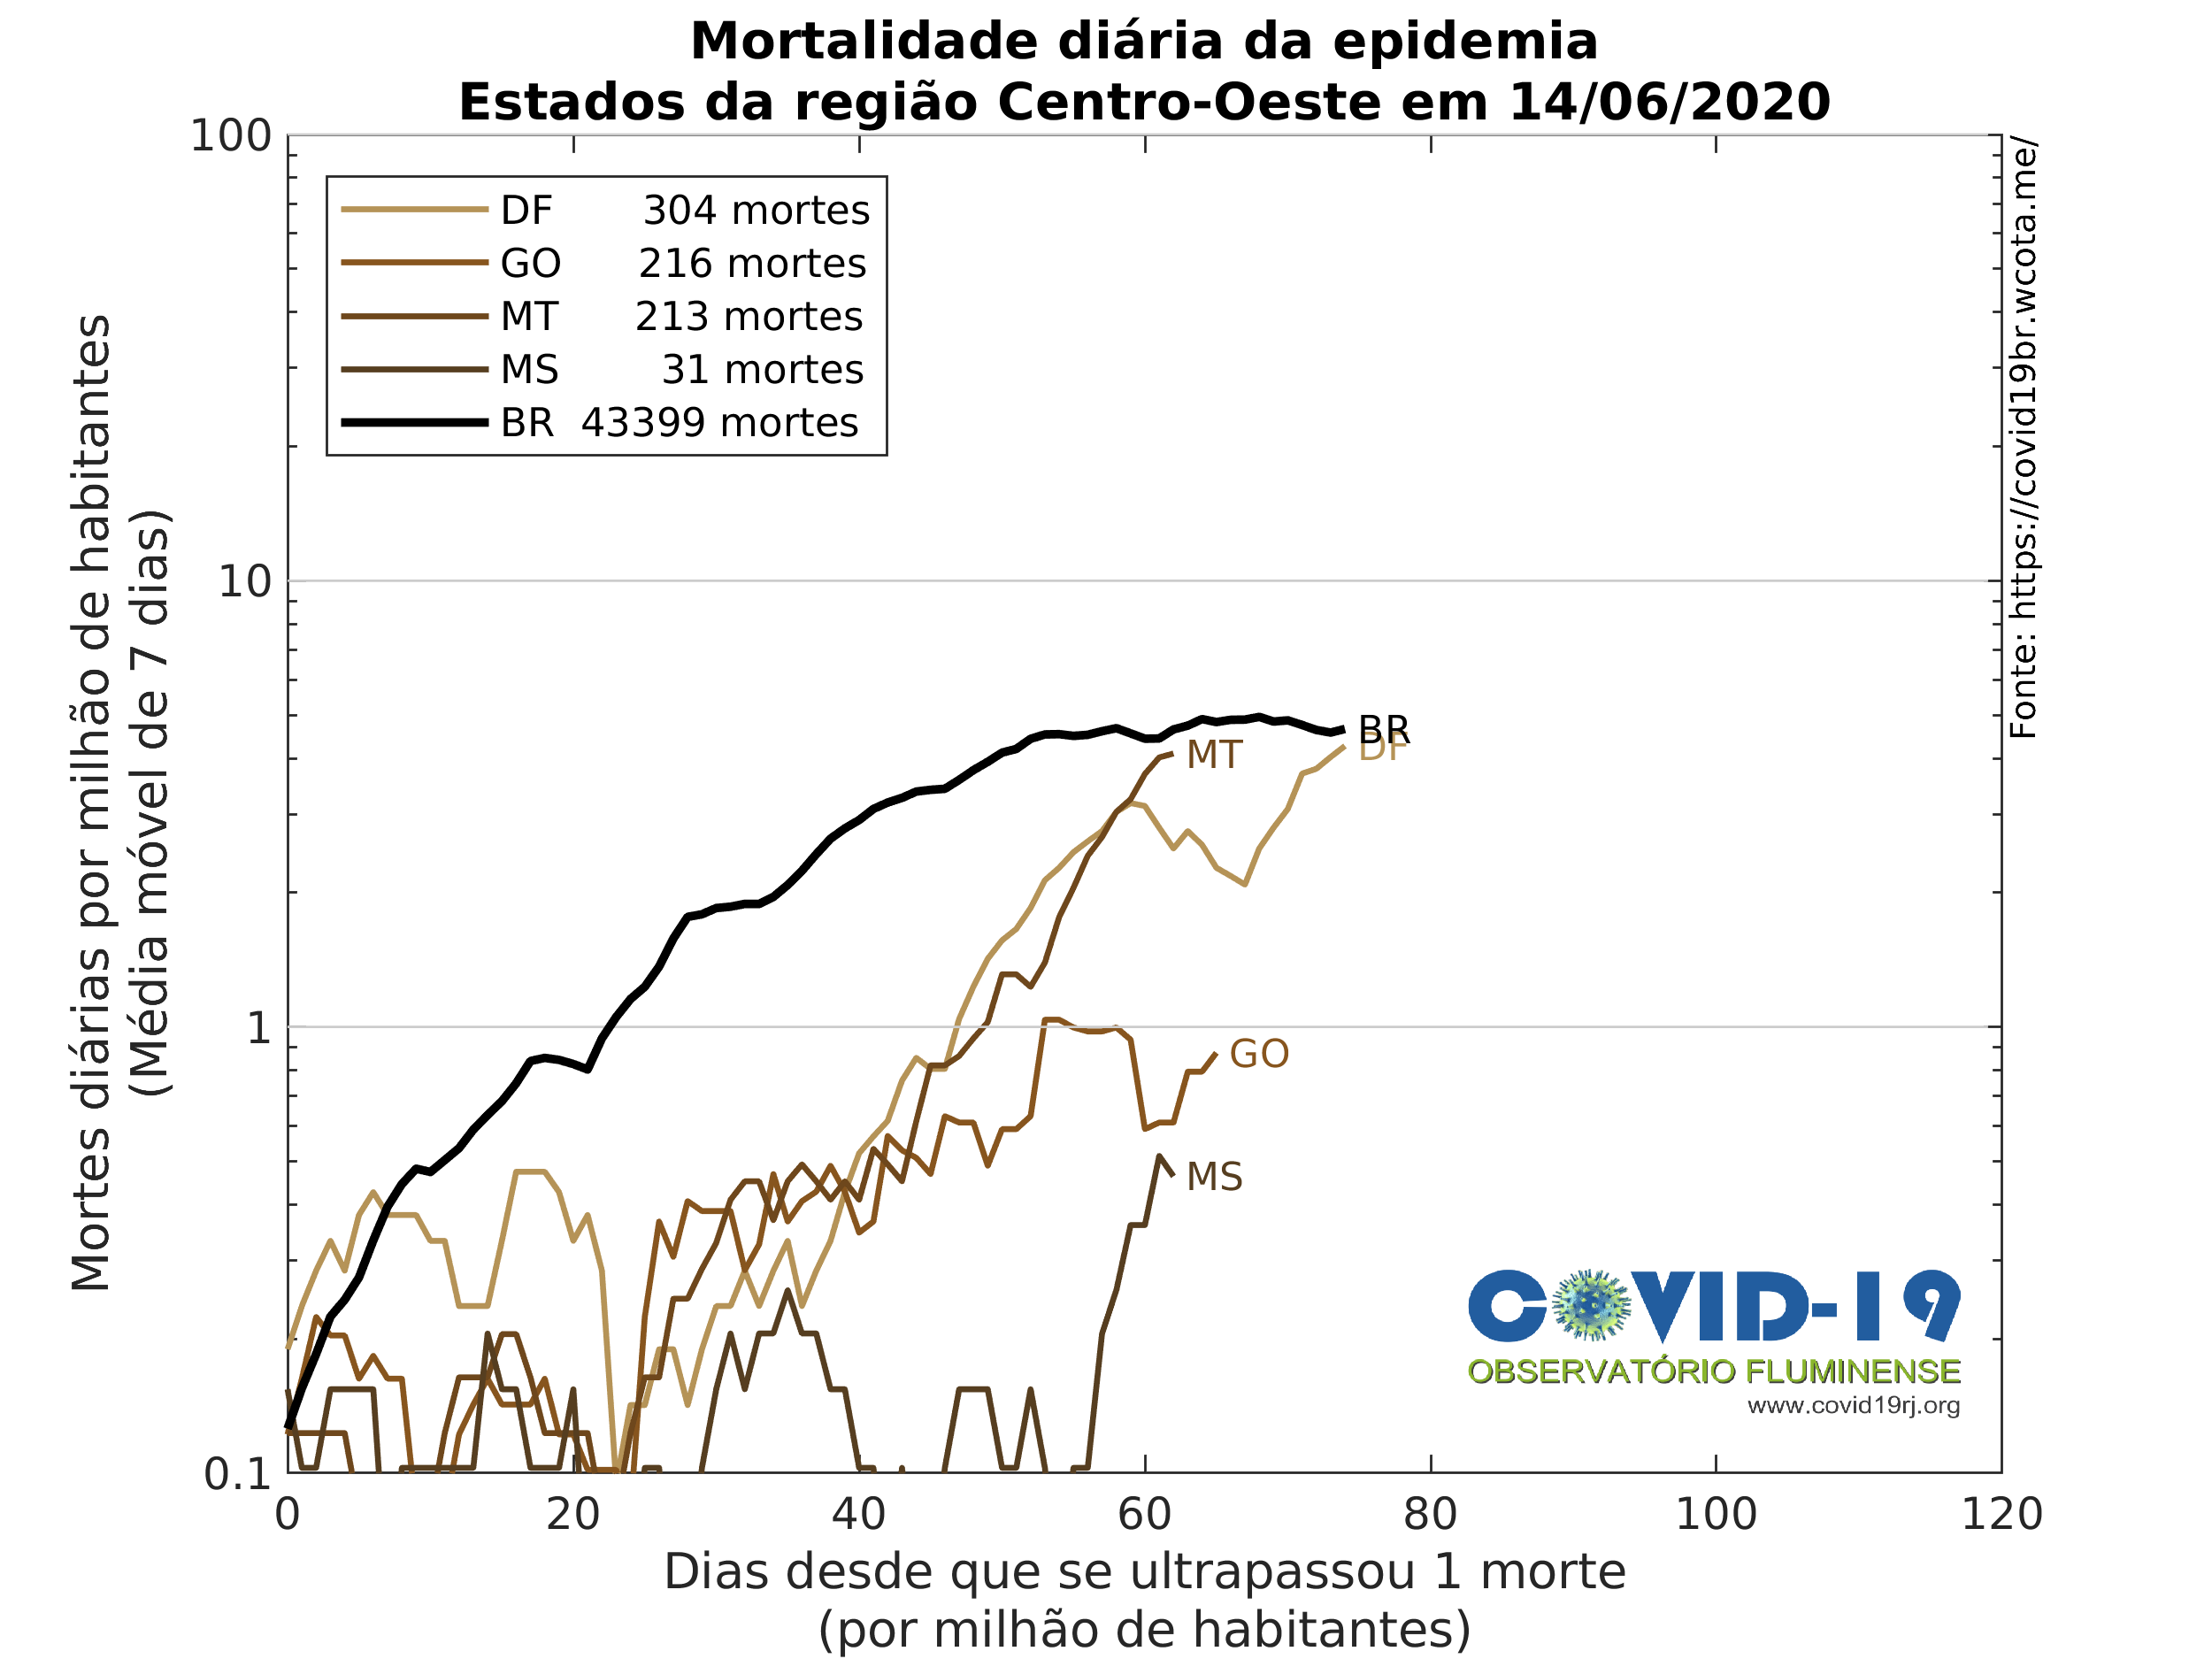 Mortalidade diária da epidemia
Estados da região Centro-Oeste em 14/06/2020
Mortes diárias por milhão de habitantes
(Média móvel de 7 dias)
100
10
1
0.1
DF 304 mortes
GO 216 mortes
MT 213 mortes
MS 31 mortes
BR 43399 mortes
BR
DF
MT
GO
MS
Fonte: https://covid19br.wcota.me/
COVID-19
OBSERVATÓRIO FLUMINENSE
www.covid19rj.org
0 20 40 60 80 100 120
Dias desde que se ultrapassou 1 morte
(por milhão de habitantes)